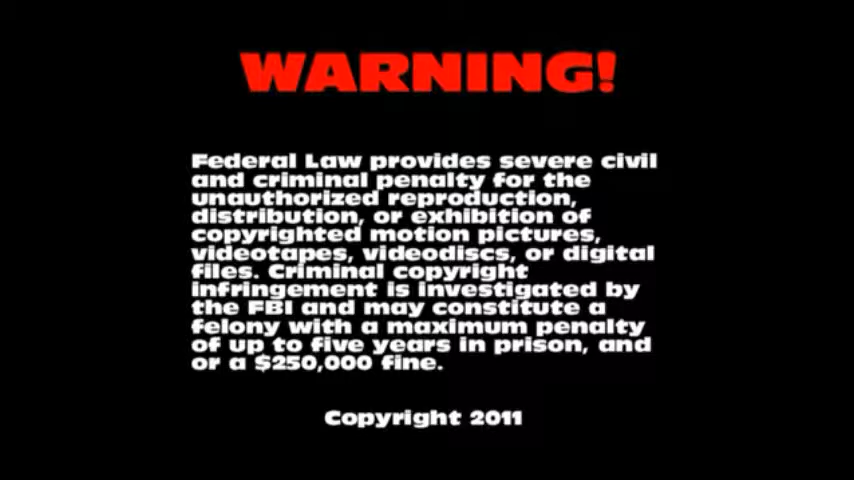 WARNING!
Federal Law provides severe civil
and criminal penalty for the
unauthorized reproduction,
distribution, or exhibition of
copyrighted motion pictures,
videotapes, videodiscs, or digital
files. Criminal copyright
infringement is investigated by
the FBI and may constitute a
felony with a maximum penalty
of up to five years in prison, and
or a $250,000 fine.
Copyright 2011